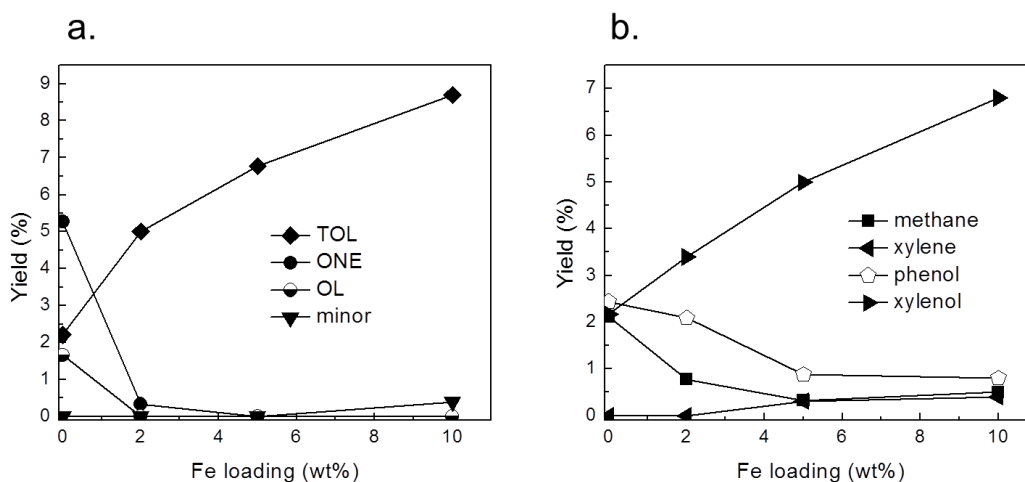 a.
Yield (%)
9
8
7
6
5
4
3
2
1
0
TOL
ONE
OL
minor
0 2 4 6 8 10
Fe loading (wt%)
b.
Yield (%)
7
6
5
4
3
2
1
0
methane
xylene
phenol
xylenol
0 2 4 6 8 10
Fe loading (wt%)